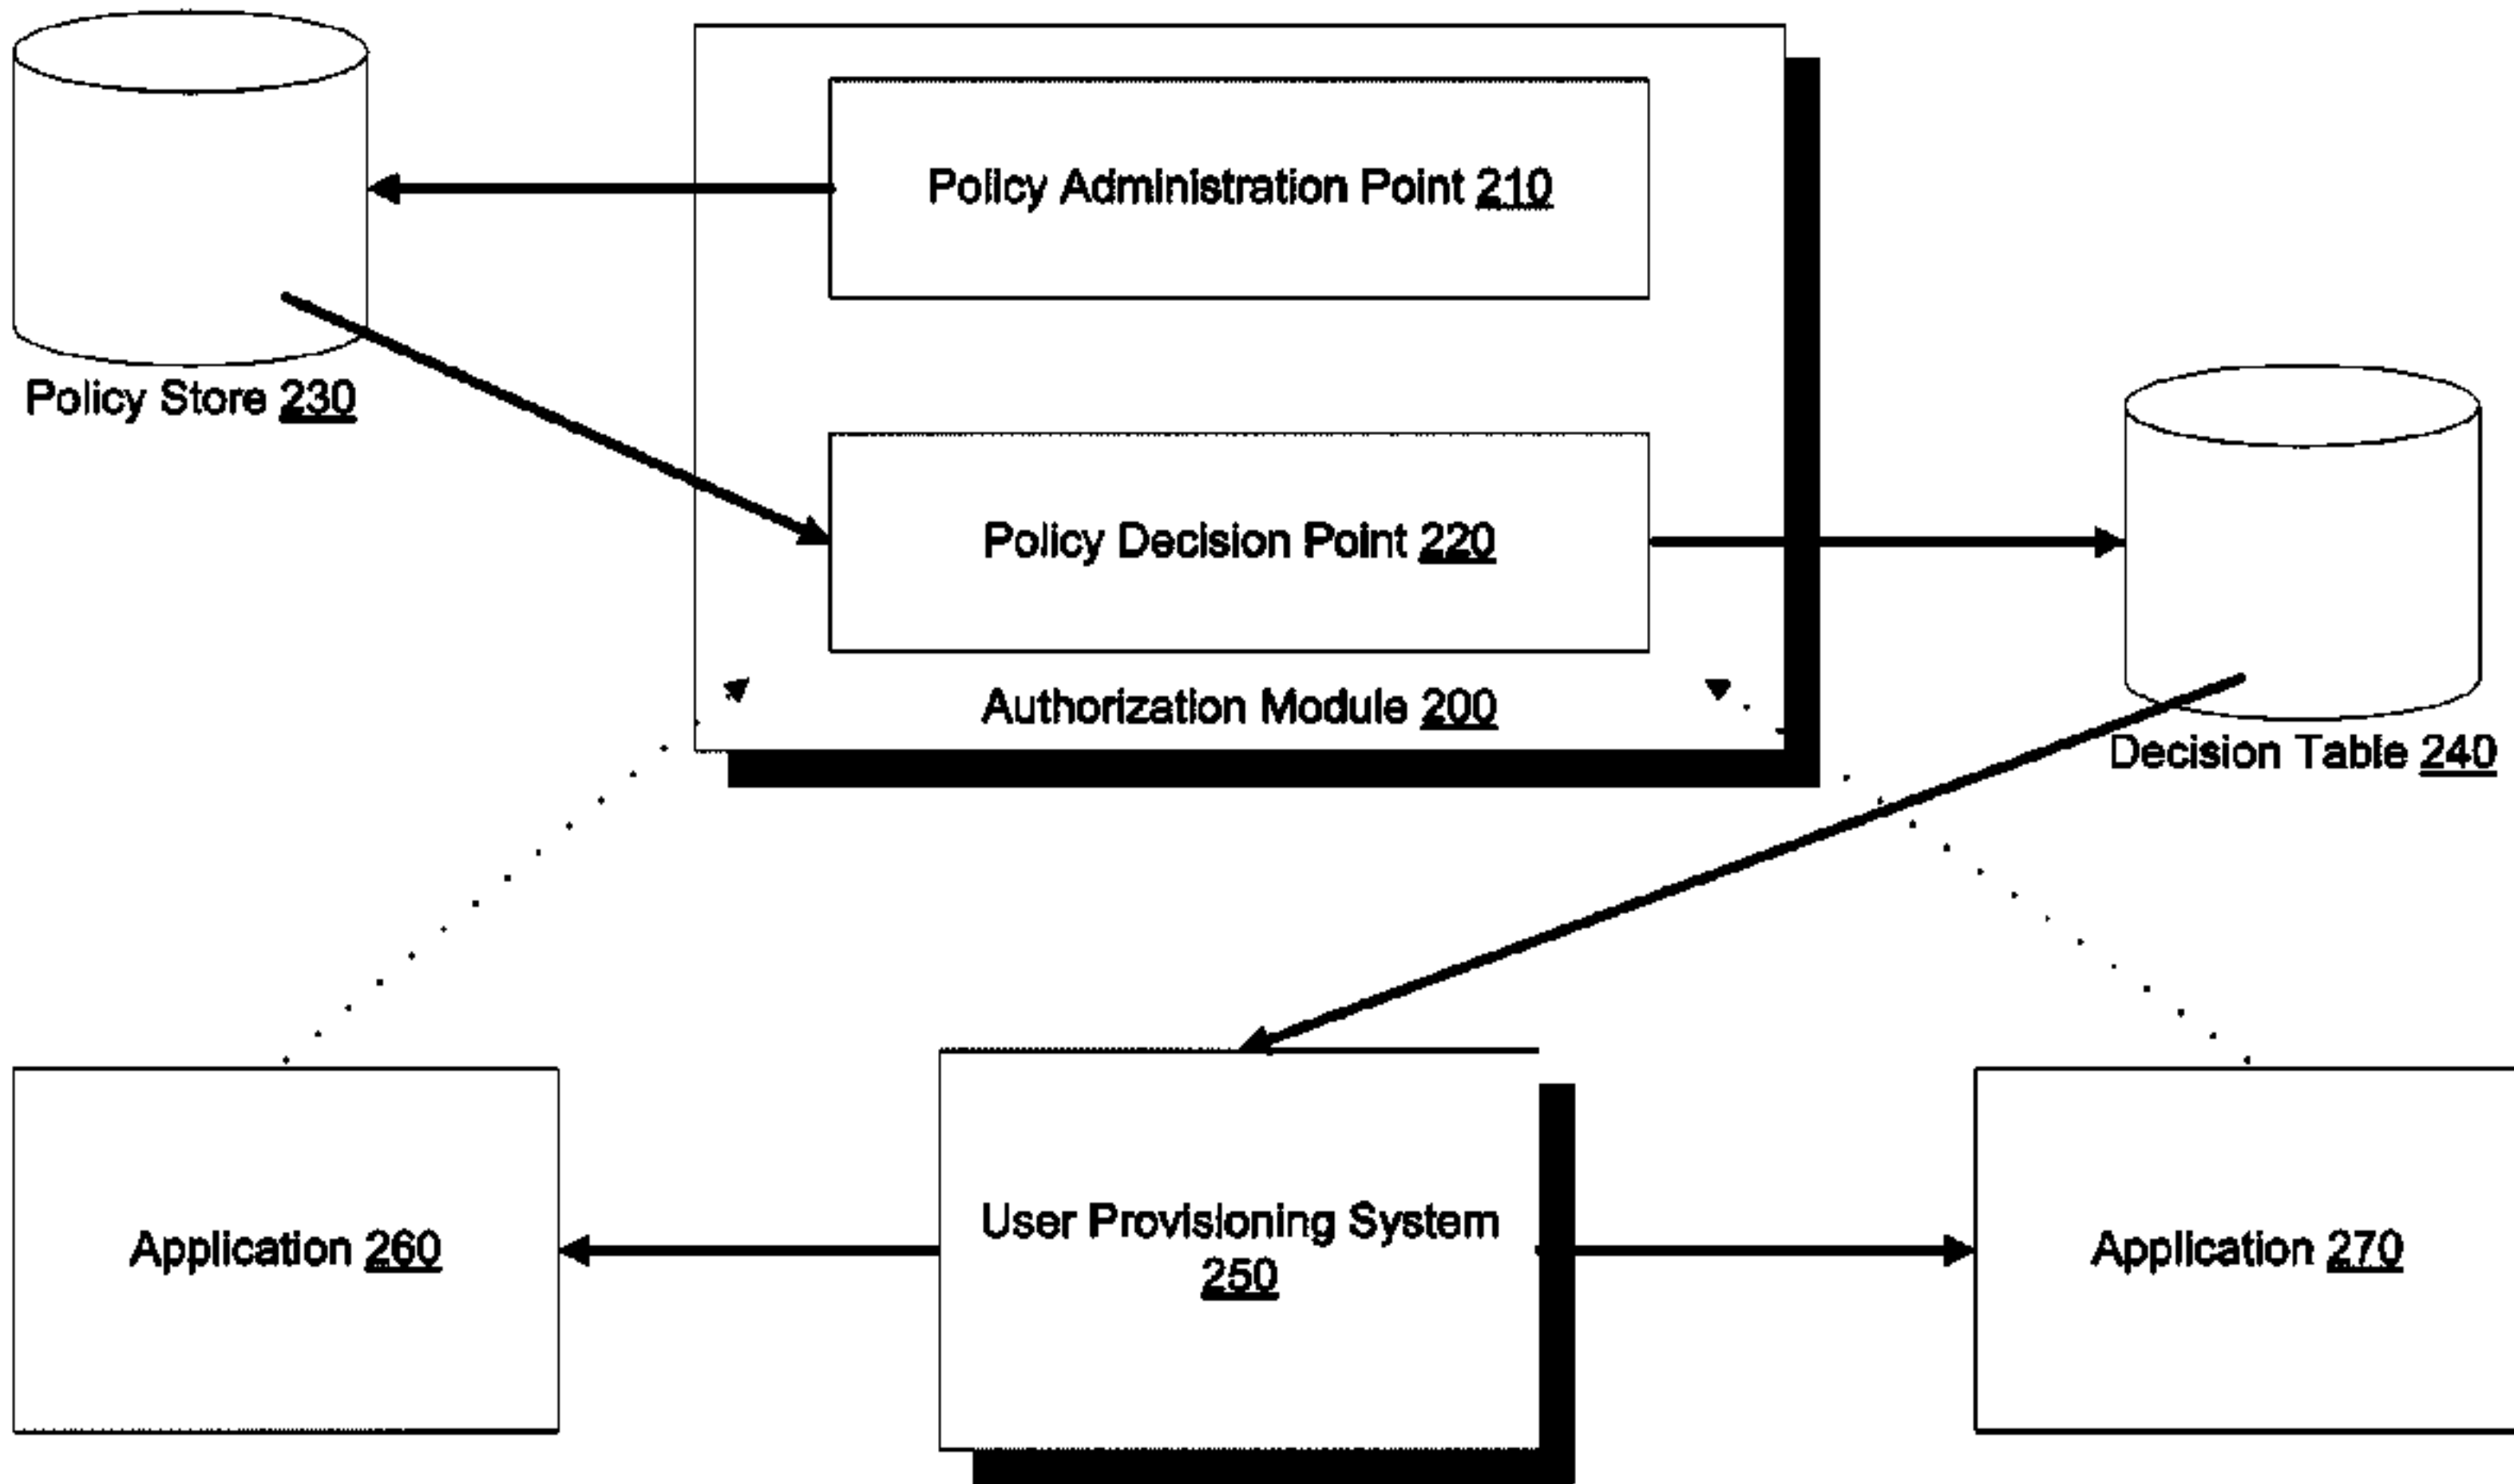 Policy Administration Point 210
Policy Store 230
Policy Decision Point 220
Authorization Module 200
Decision Table 240
Application 260
User Provisioning System
250
Application 270